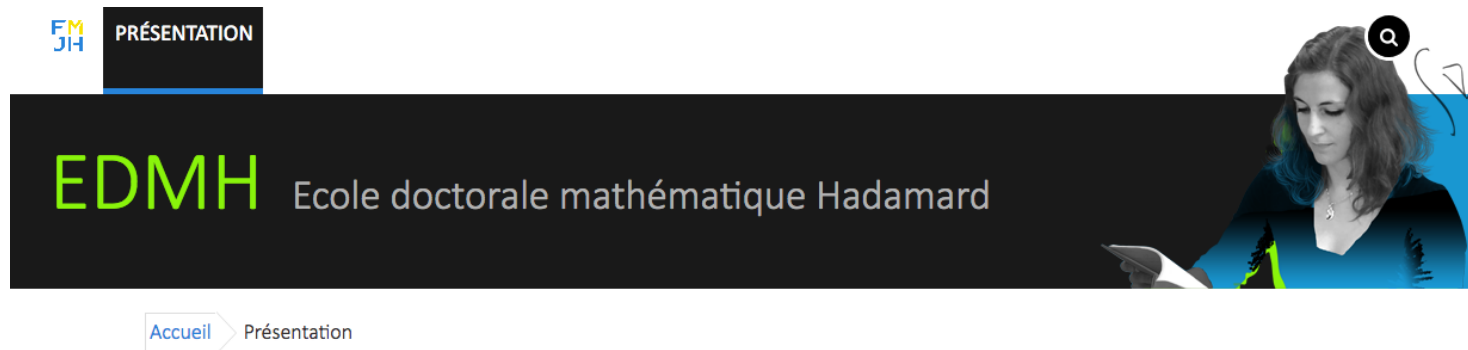 FM
JH
PRÉSENTATION
EDMH Ecole doctorale mathématique Hadamard
Accueil Présentation